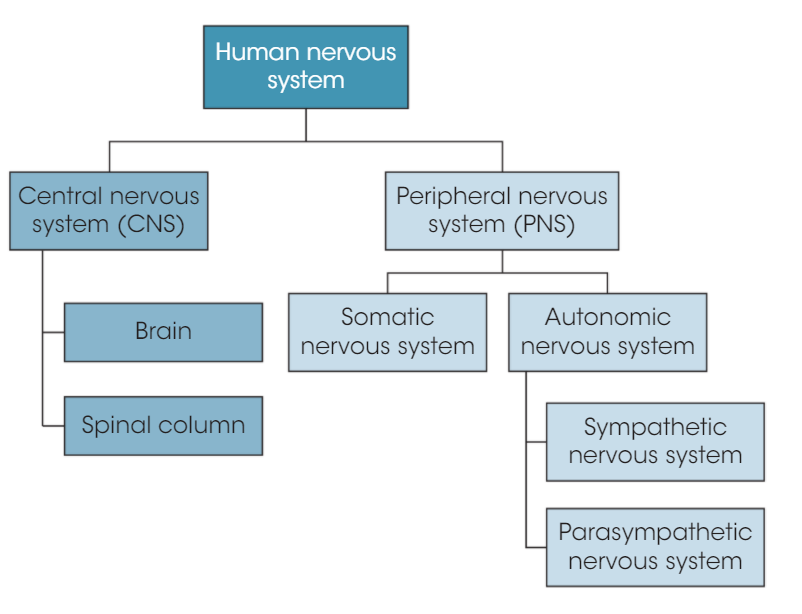 Human nervous
system
Central nervous
system (CNS)
Peripheral nervous
system (PNS)
Brain
Spinal column
Somatic
nervous system
Autonomic
nervous system
Sympathetic
nervous system
Parasympathetic
nervous system